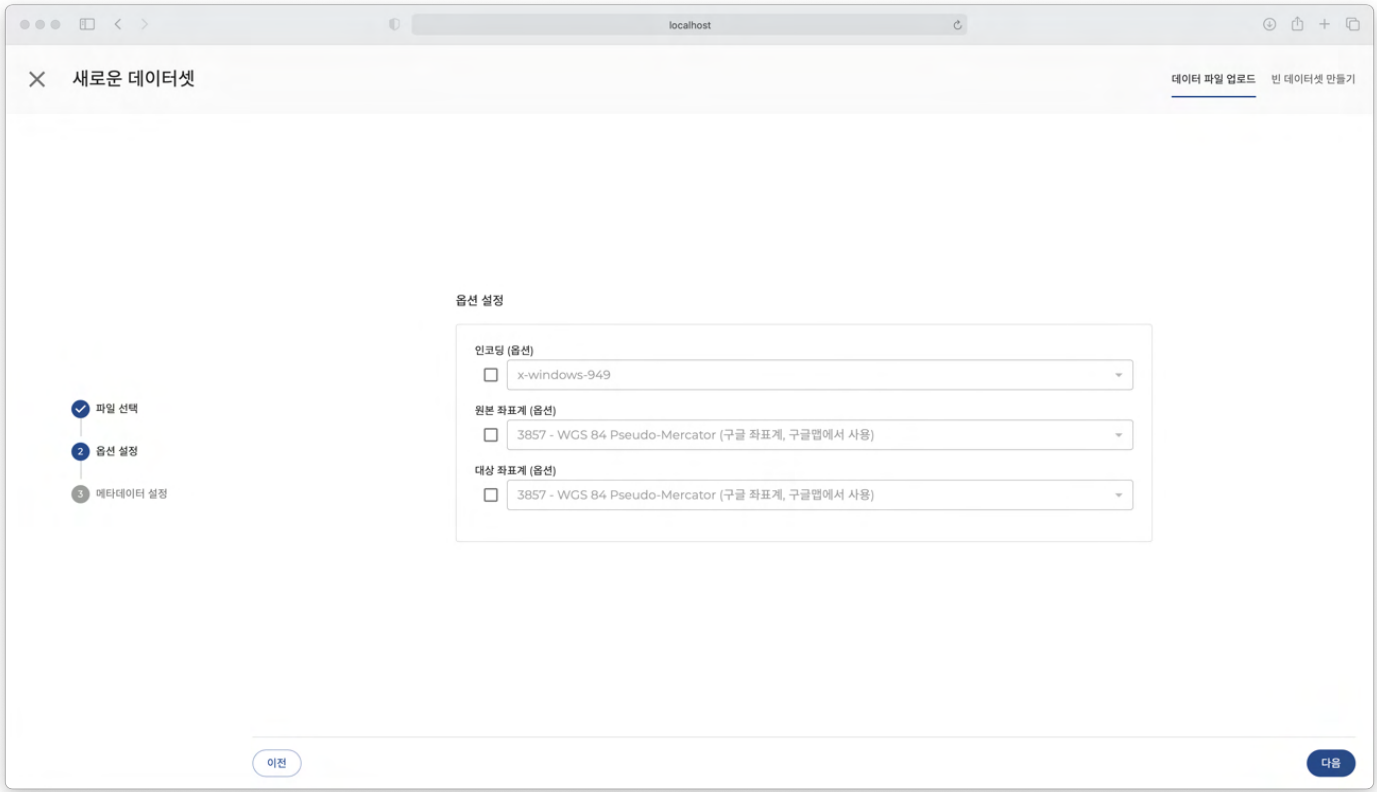 localhost
새로운 데이터셋
데이터 파일 업로드
빈 데이터셋 만들기
파일 선택
2 옵션 설정
3 메타데이터 설정
옵션 설정
인코딩 (옵션)
x-windows-949
원본 좌표계 (옵션)
3857 - WGS 84 Pseudo-Mercator (구글 좌표계, 구글맵에서 사용)
대상 좌표계 (옵션)
3857 - WGS 84 Pseudo-Mercator (구글 좌표계, 구글맵에서 사용)
이전
다음